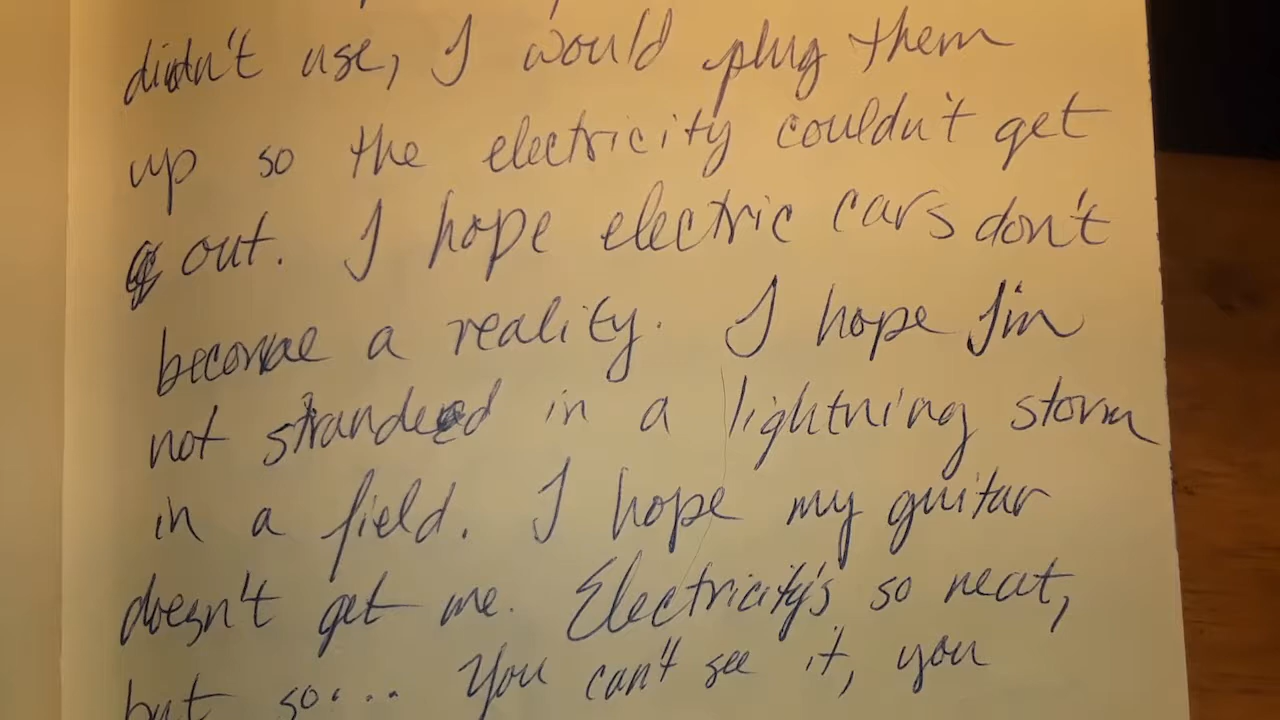 didn't use, I would plug them
up so the electricity couldn't get
out. I hope electric cars don't
become a reality. I hope I'm
not stranded in a lightning storm
in a field. I hope my guitar
doesn't get me. Electricity's so neat,
but so... You can't see it, you